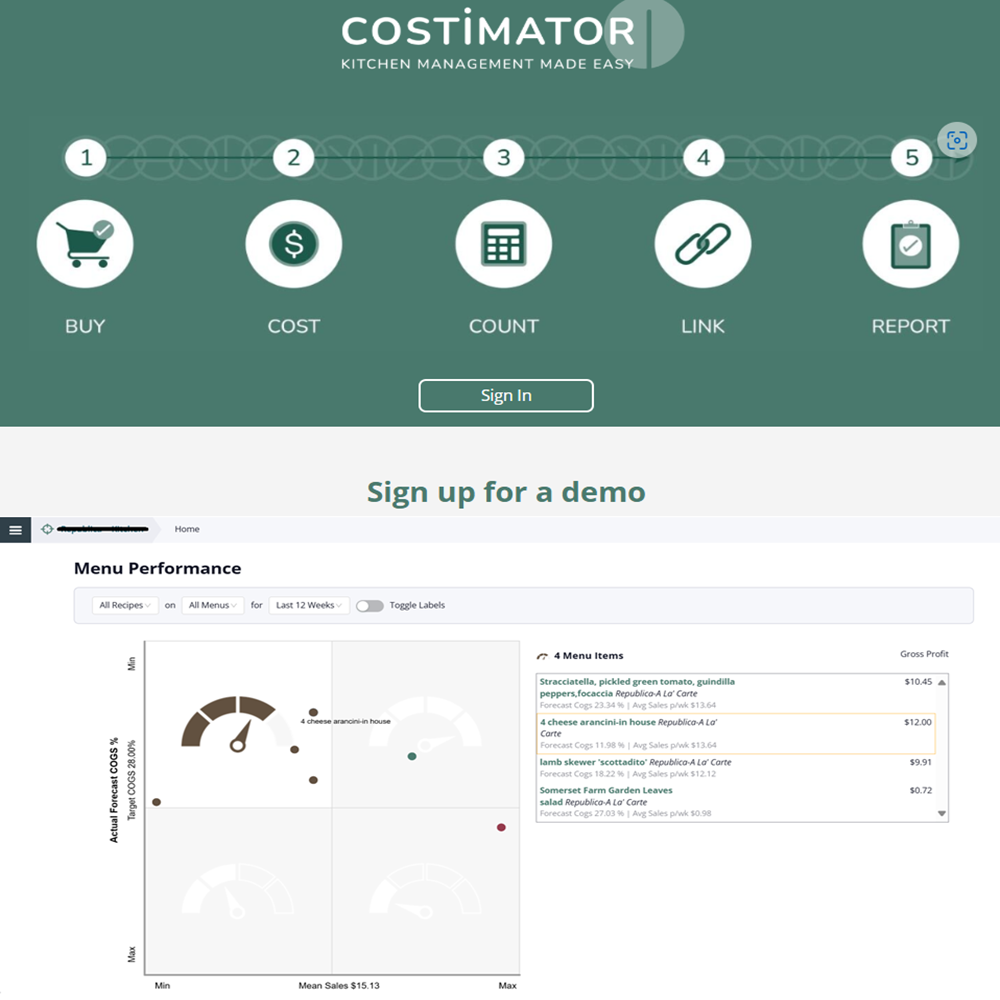 COSTİMATOR
KITCHEN MANAGEMENT MADE EASY
1 2 3 4 5
BUY COST COUNT LINK REPORT
Sign In
Sign up for a demo
Home
Menu Performance
All Recipes on All Menus for Last 12 Weeks Toggle Labels
4 Menu Items Gross Profit
Stracciatella, pickled green tomato, guindilla $10.45
peppers,focaccia Republica-A La' Carte
Forecast Cogs 23.34 % | Avg Sales p/wk $13.64
4 cheese arancini-in house Republica-A La' $12.00
Carte
Forecast Cogs 11.98 % | Avg Sales p/wk $13.64
lamb skewer 'scottadito' Republica-A La' Carte $9.91
Forecast Cogs 18.22 % | Avg Sales p/wk $12.12
Somerset Farm Garden Leaves $0.72
salad Republica-A La' Carte
Forecast Cogs 27.03 % | Avg Sales p/wk $0.98
Actual Forecast COGS %
Min
Target COGS 28.00%
Max
4 cheese arancini-in house
Min Mean Sales $15.13 Max